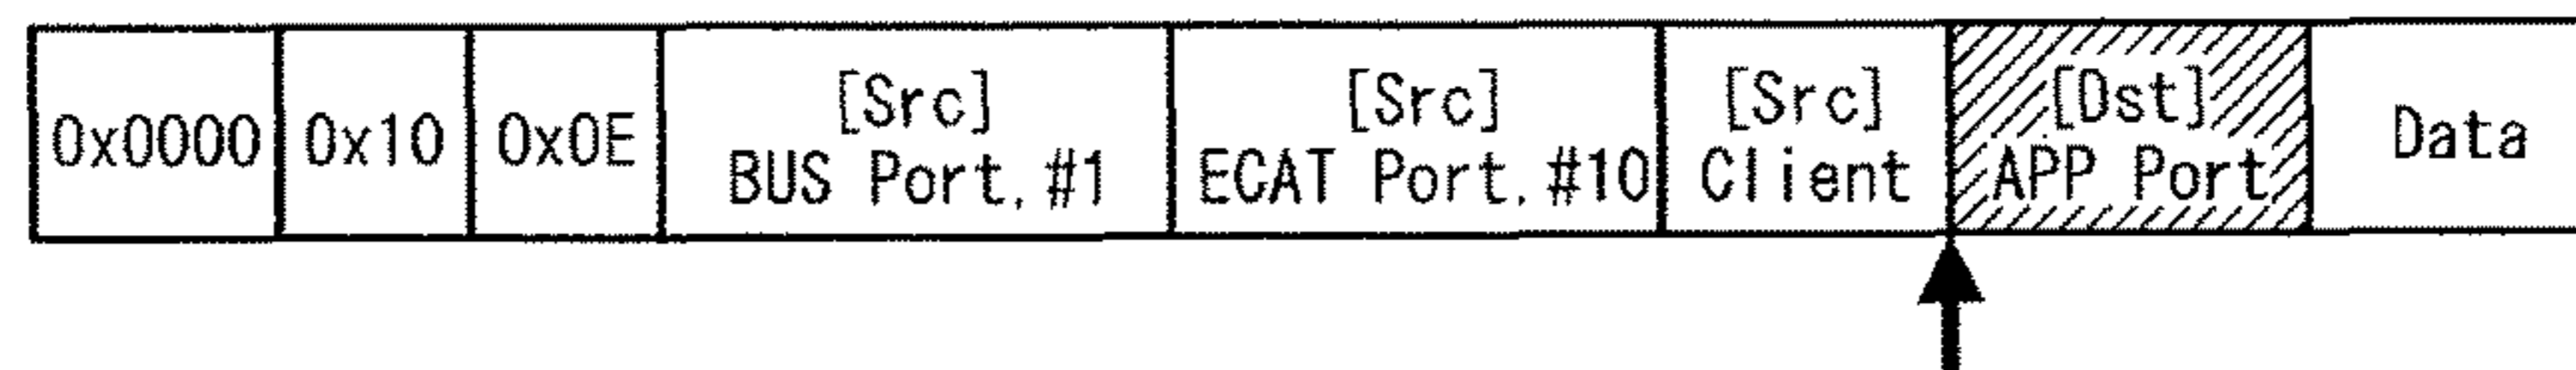 0x0000
0x10
0x0E
[Src]
BUS Port.#1
[Src]
ECAT Port.#10
[Src]
Client
[Dst]
APP Port
Data